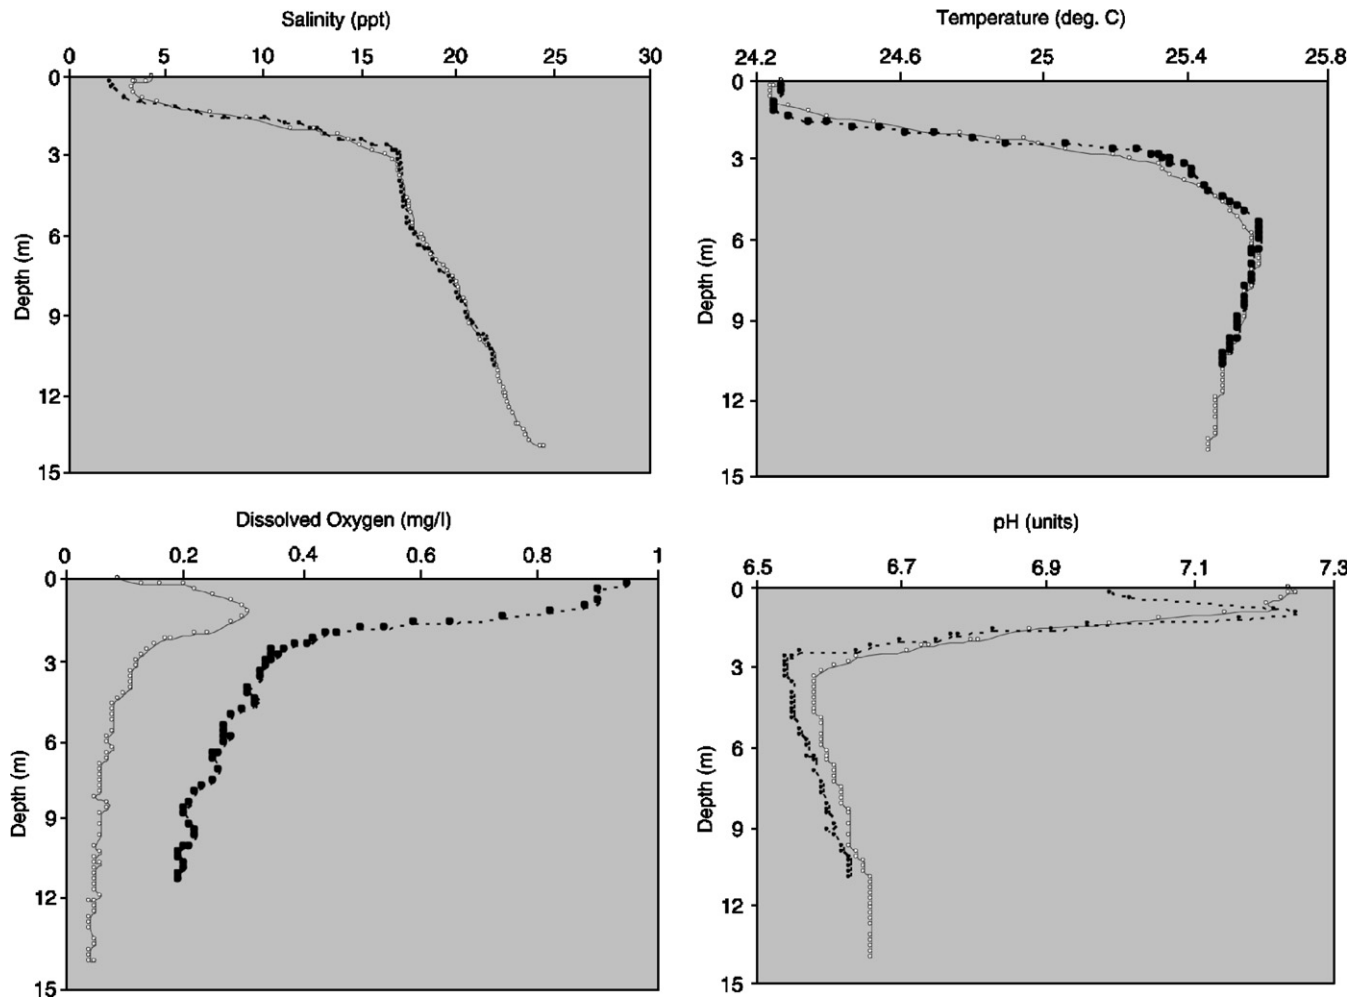 Salinity (ppt)
0 5 10 15 20 25 30
0
3
6
9
12
15
Depth (m)
Temperature (deg. C)
24.2 24.6 25 25.4 25.8
0
3
6
9
12
15
Depth (m)
Dissolved Oxygen (mg/l)
0 0.2 0.4 0.6 0.8 1
0
3
6
9
12
15
Depth (m)
pH (units)
6.5 6.7 6.9 7.1 7.3
0
3
6
9
12
15
Depth (m)